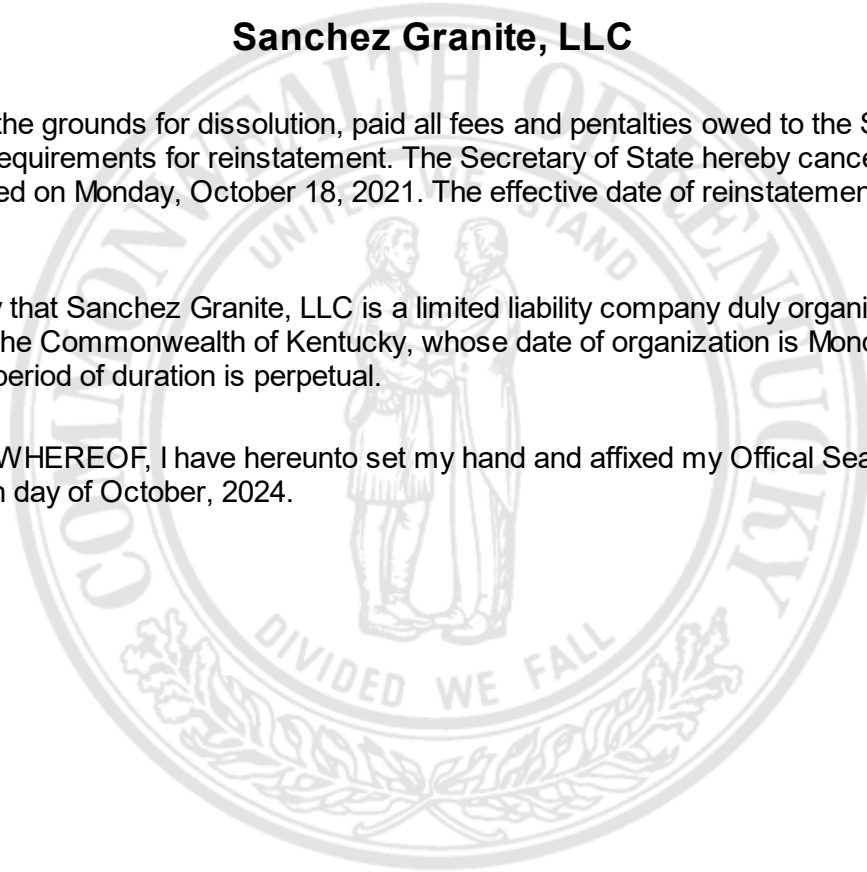 Sanchez Granite, LLC
the grounds for dissolution, paid all fees and pentalties owed to the S
equirements for reinstatement. The Secretary of State hereby cance
ed on Monday, October 18, 2021. The effective date of reinstatemen
y that Sanchez Granite, LLC is a limited liability company duly organi
he Commonwealth of Kentucky, whose date of organization is Mond
period of duration is perpetual.
WHEREOF, I have hereunto set my hand and affixed my Offical Sea
h day of October, 2024.
COMMONWEALTH OF KENTUCKY
UNITED WE STAND
DIVIDED WE FALL